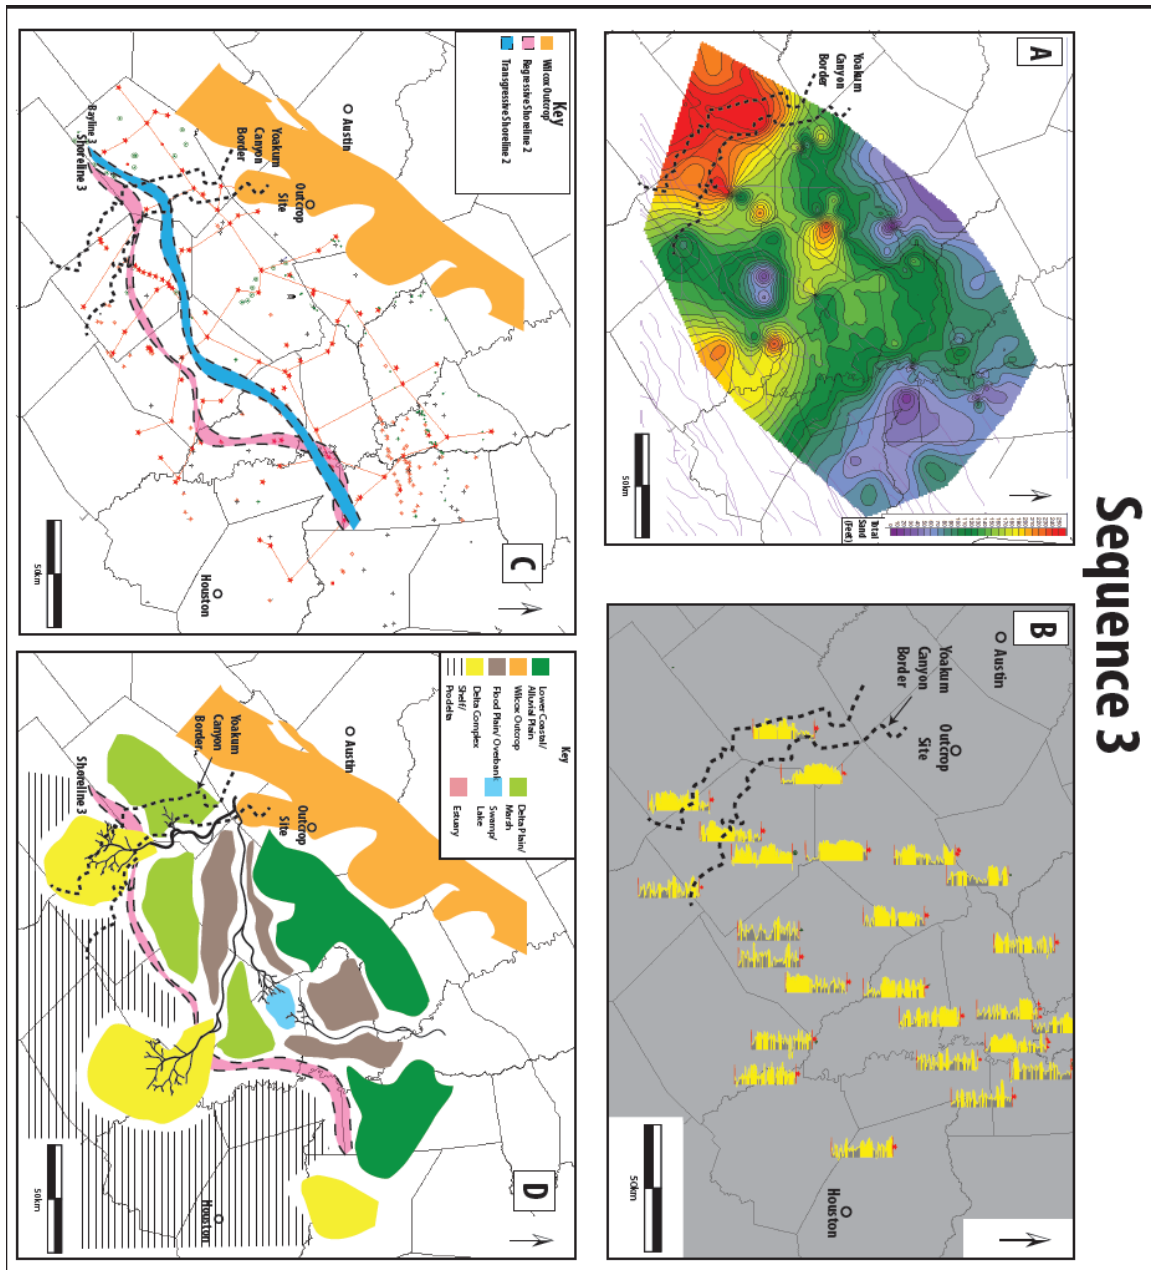 Sequence 3
A
Yoakum
Canyon
Border
Total
Sand
(Feet)
50km
B
Austin
Yoakum
Canyon
Border
Outcrop
Site
Houston
50km
C
Key
Wilcox Outcrop
Regressive Shoreline 2
Transgressive Shoreline 2
Austin
Yoakum
Canyon
Border
Outcrop
Site
Bayline 3
Shoreline 3
Houston
50km
D
Key
Lower Coastal/
Alluvial Plain
Wilcox Outcrop
Flood Plain/Overbank
Delta Complex
Shelf/
Prodelta
Delta Plain/
Marsh
Swamp/
Lake
Estuary
Austin
Outcrop
Site
Yoakum
Canyon
Border
Shoreline 3
Houston
50km